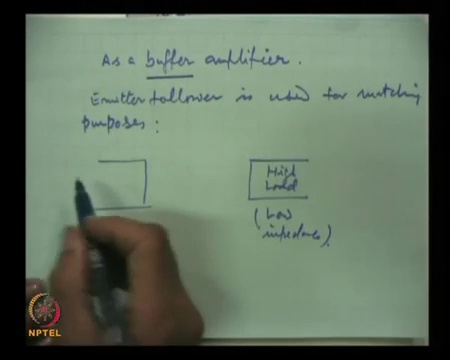 As a buffer amplifier.
Emitter follower is used for matching
purposes :
High
Load
( Low
impedance ).
NPTEL